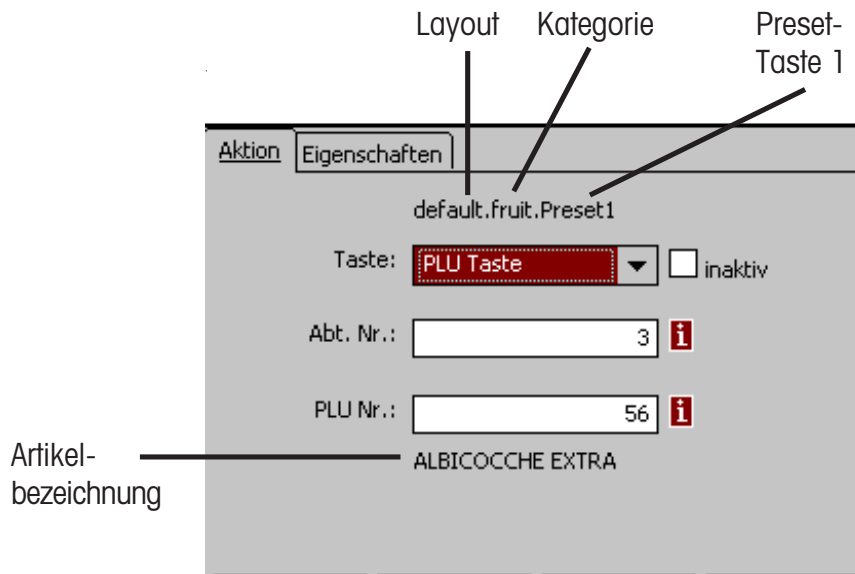 Layout Kategorie Preset-
Taste 1
Aktion Eigenschaften
default.fruit.Preset1
Taste: PLU Taste inaktiv
Abt. Nr.: 3 i
PLU Nr.: 56 i
Artikel-
bezeichnung
ALBICOCCHE EXTRA